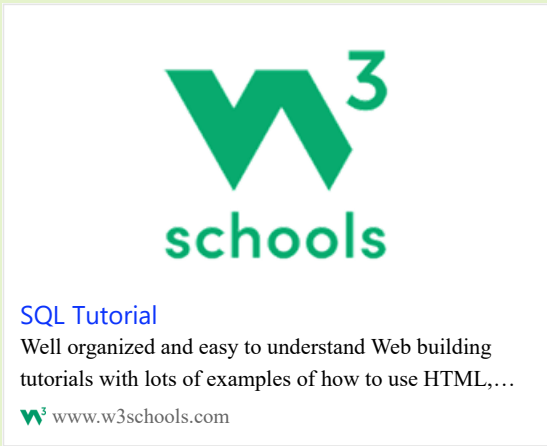 W3
schools
SQL Tutorial
Well organized and easy to understand Web building
tutorials with lots of examples of how to use HTML,…
W3 www.w3schools.com